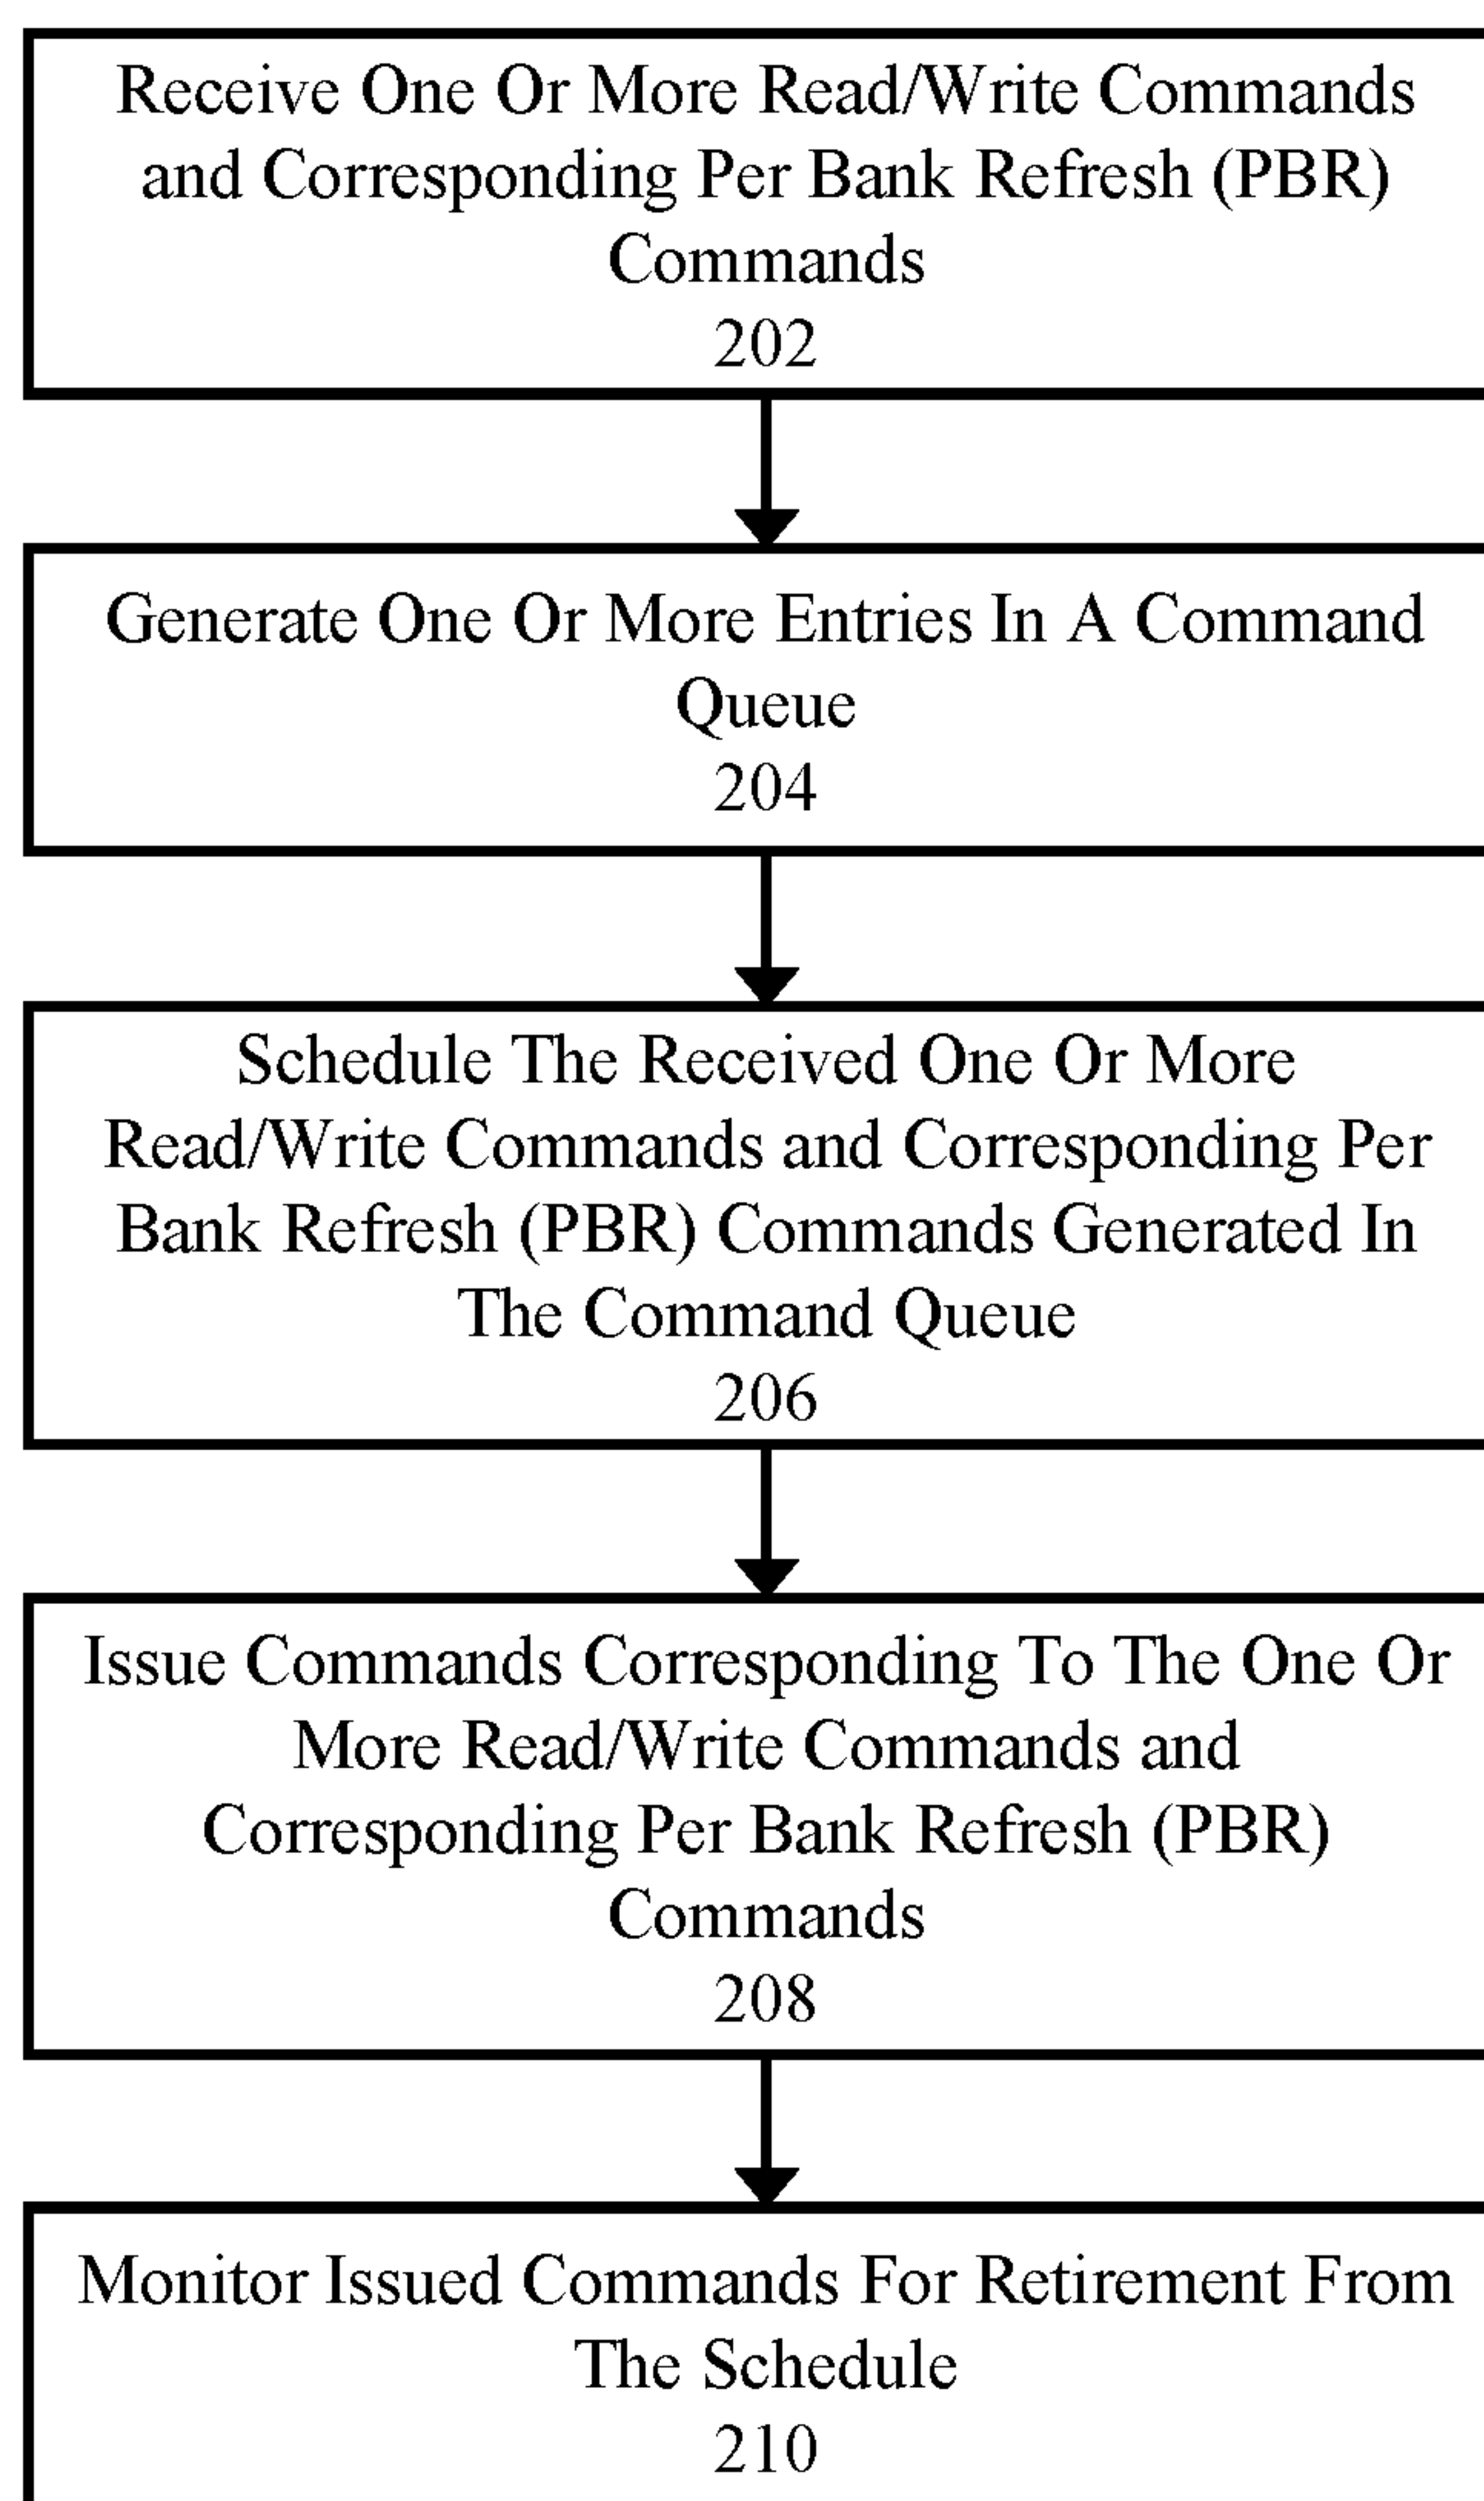 Receive One Or More Read/Write Commands
and Corresponding Per Bank Refresh (PBR)
Commands
202
Generate One Or More Entries In A Command
Queue
204
Schedule The Received One Or More
Read/Write Commands and Corresponding Per
Bank Refresh (PBR) Commands Generated In
The Command Queue
206
Issue Commands Corresponding To The One Or
More Read/Write Commands and
Corresponding Per Bank Refresh (PBR)
Commands
208
Monitor Issued Commands For Retirement From
The Schedule
210